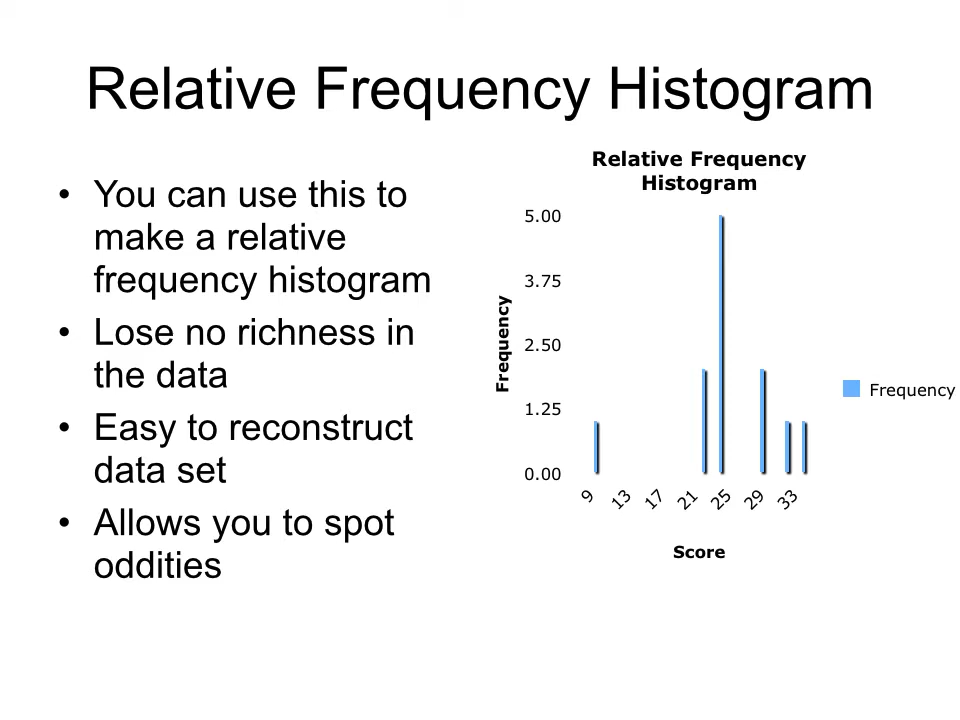 Relative Frequency Histogram
• You can use this to
make a relative
frequency histogram
• Lose no richness in
the data
• Easy to reconstruct
data set
• Allows you to spot
oddities
Relative Frequency
Histogram
5.00
3.75
2.50
1.25
0.00
Frequency
9 13 17 21 25 29 33
Score
Frequency